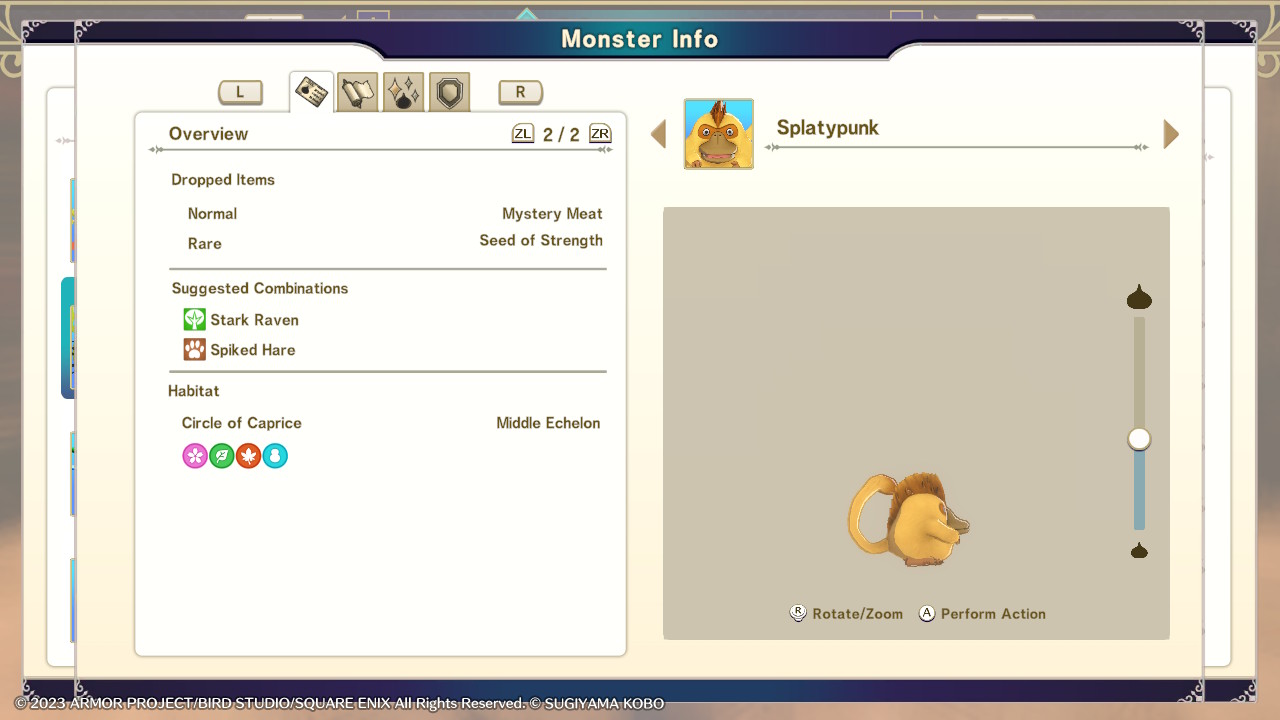 Monster Info
L
R
Overview
ZL 2 / 2 ZR
Dropped Items
Normal
Mystery Meat
Rare
Seed of Strength
Suggested Combinations
Stark Raven
Spiked Hare
Habitat
Circle of Caprice
Middle Echelon
Splatypunk
R Rotate/Zoom A Perform Action
© 2023 ARMOR PROJECT/BIRD STUDIO/SQUARE ENIX All Rights Reserved. © SUGIYAMA KOBO